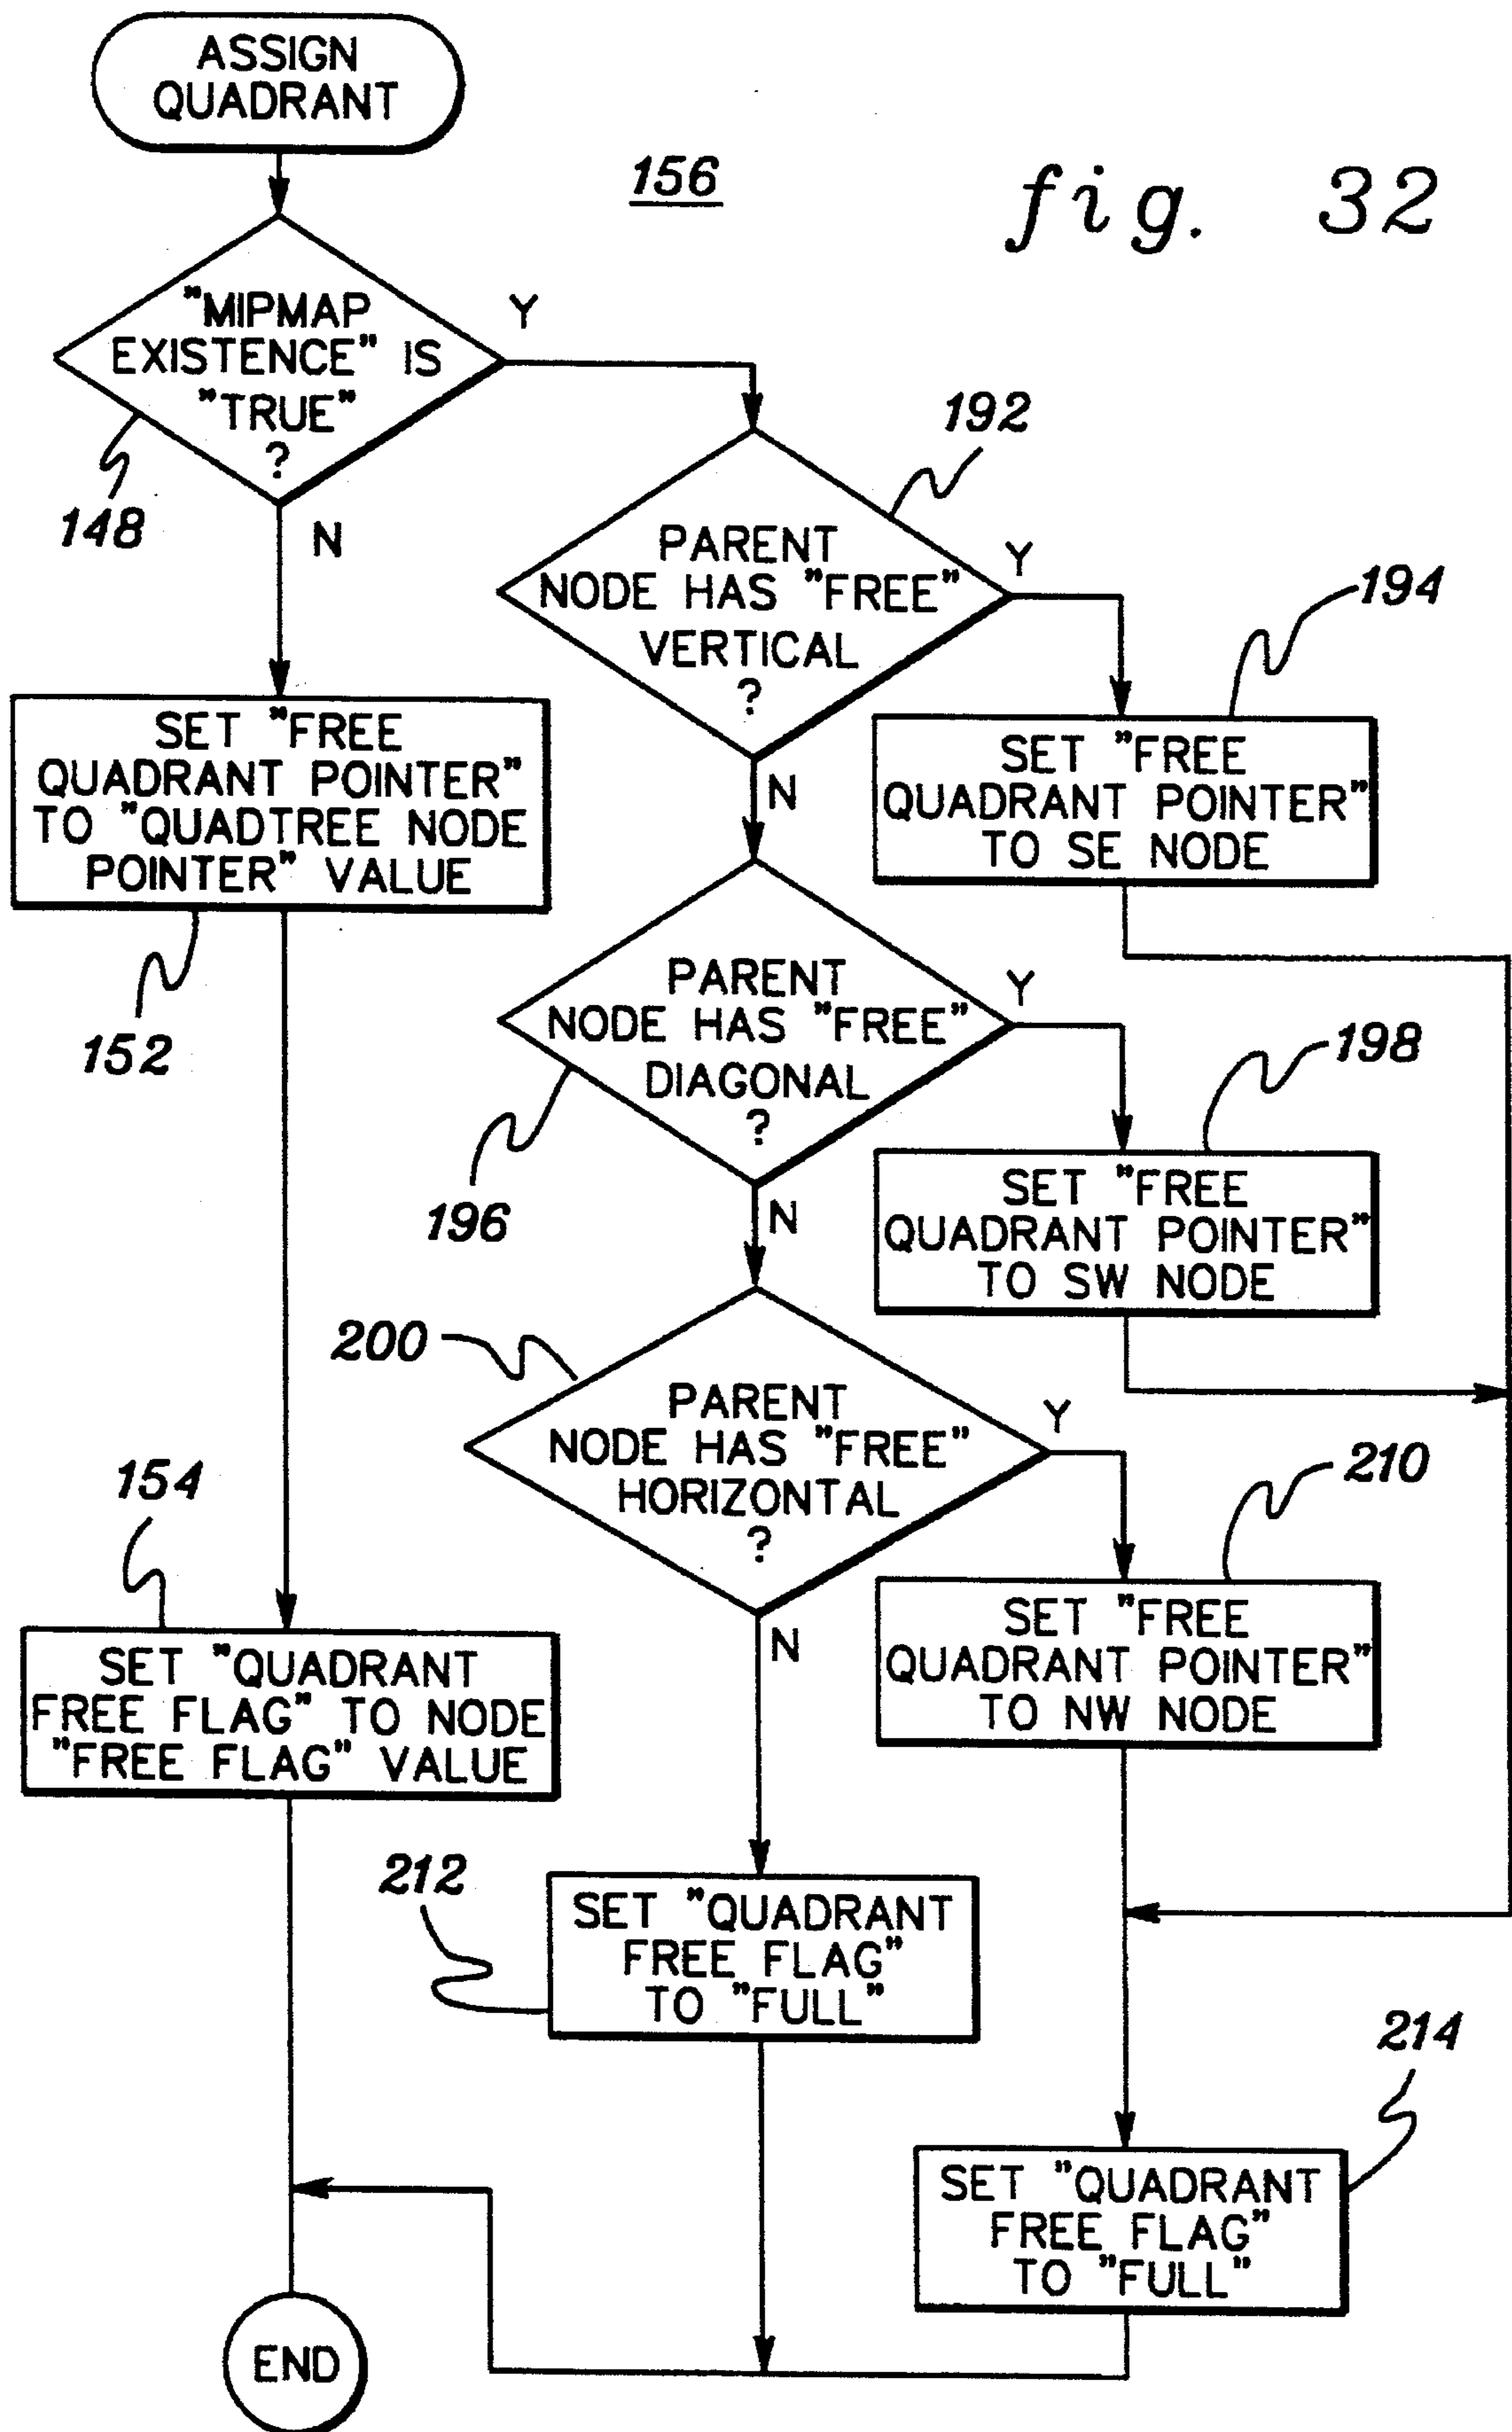 ASSIGN
QUADRANT
156
fig. 32
"MIPMAP
EXISTENCE" IS
"TRUE"
?
Y
148
N
192
PARENT
NODE HAS "FREE"
VERTICAL
?
Y
194
N
SET "FREE
QUADRANT POINTER"
TO "QUADTREE NODE
POINTER" VALUE
152
SET "FREE
QUADRANT POINTER"
TO SE NODE
PARENT
NODE HAS "FREE"
DIAGONAL
?
Y
198
196
N
SET "FREE
QUADRANT POINTER"
TO SW NODE
200
PARENT
NODE HAS "FREE"
HORIZONTAL
?
Y
210
N
154
SET "QUADRANT
FREE FLAG" TO NODE
"FREE FLAG" VALUE
SET "FREE
QUADRANT POINTER"
TO NW NODE
212
SET "QUADRANT
FREE FLAG"
TO "FULL"
214
SET "QUADRANT
FREE FLAG"
TO "FULL"
END